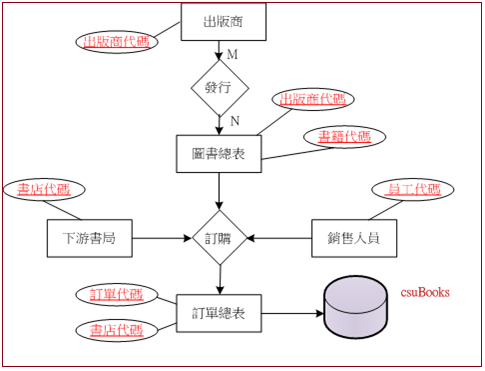 出版商
出版商代碼
M
發行
N
出版商代碼
書籍代碼
圖書總表
書店代碼
員工代碼
下游書局
訂購
銷售人員
訂單代碼
書店代碼
訂單總表
csuBooks